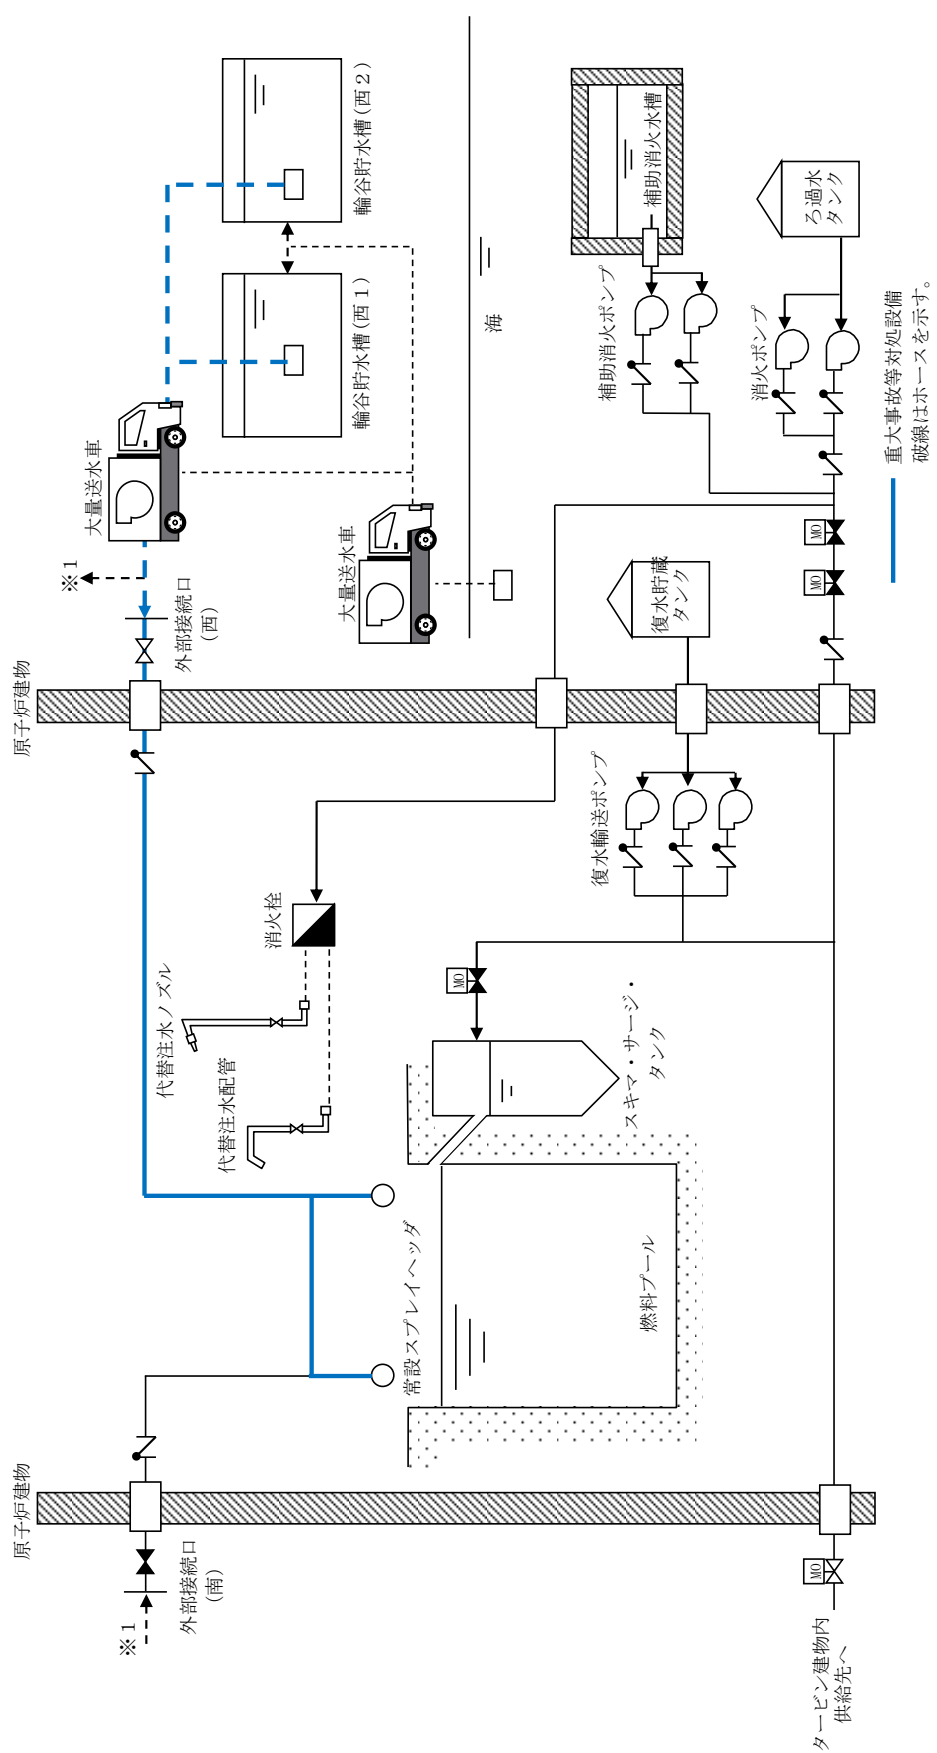 タービン建物内
供給先へ
※1
外部接続口
(南)
原子炉建物
MO
常設スプレイヘッダ
燃料プール
代替注水配管
代替注水ノズル
消火栓
スキマ・サージ・
タンク
MO
原子炉建物
復水輸送ポンプ
復水貯蔵
タンク
外部接続口
(西)
※1
大量送水車
大量送水車
MO
MO
輪谷貯水槽(西1)
輪谷貯水槽(西2)
海
補助消火ポンプ
補助消火水槽
消火ポンプ
ろ過水
タンク
重大事故等対処設備
破線はホースを示す。